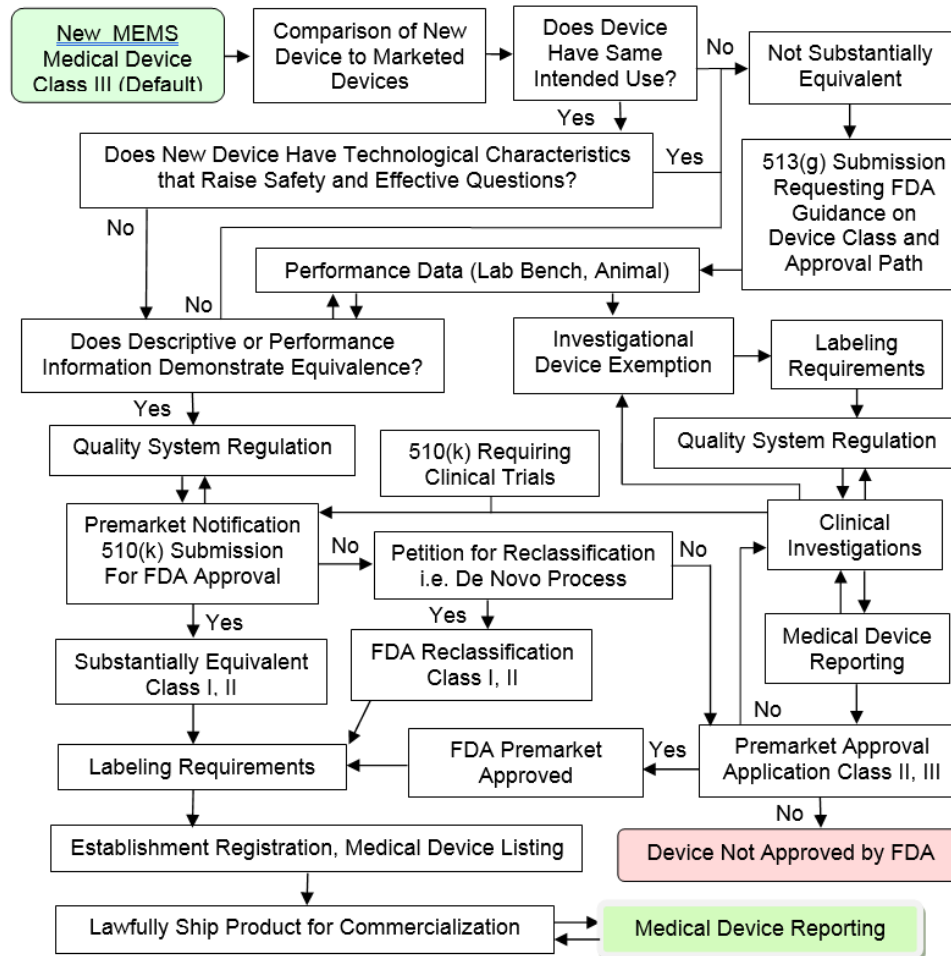 New MEMS
Medical Device
Class III (Default)
Comparison of New
Device to Marketed
Devices
Does Device
Have Same
Intended Use?
No
Not Substantially
Equivalent
Yes
Does New Device Have Technological Characteristics
that Raise Safety and Effective Questions?
Yes
513(g) Submission
Requesting FDA
Guidance on
Device Class and
Approval Path
No
Performance Data (Lab Bench, Animal)
No
Does Descriptive or Performance
Information Demonstrate Equivalence?
Investigational
Device Exemption
Labeling
Requirements
Yes
Quality System Regulation
510(k) Requiring
Clinical Trials
Quality System Regulation
Premarket Notification
510(k) Submission
For FDA Approval
No
Petition for Reclassification
i.e. De Novo Process
No
Clinical
Investigations
Yes
Yes
Substantially Equivalent
Class I, II
FDA Reclassification
Class I, II
Medical Device
Reporting
No
Labeling Requirements
FDA Premarket
Approved
Yes
Premarket Approval
Application Class II, III
No
Establishment Registration, Medical Device Listing
Device Not Approved by FDA
Lawfully Ship Product for Commercialization
Medical Device Reporting